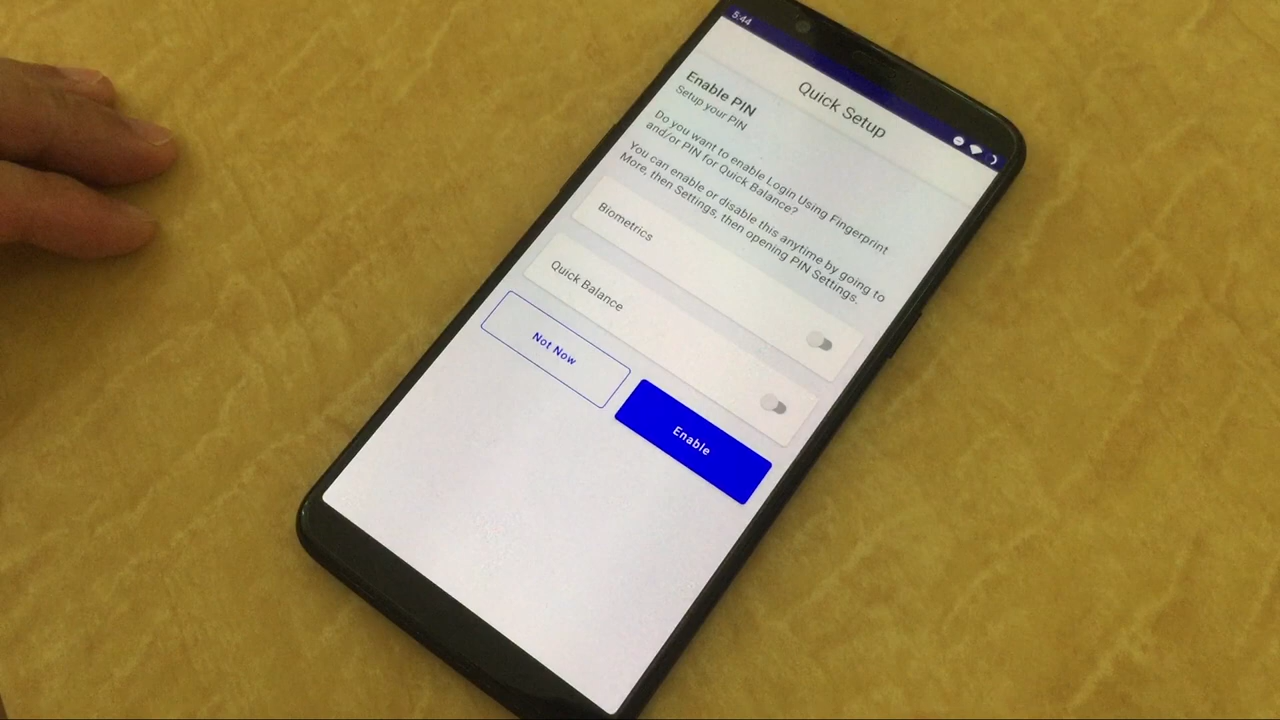 5:44
Quick Setup
Enable PIN
Setup your PIN
Do you want to enable Login Using Fingerprint
and/or PIN for Quick Balance?
You can enable or disable this anytime by going to
More, then Settings, then opening PIN Settings.
Biometrics
Quick Balance
Not Now
Enable